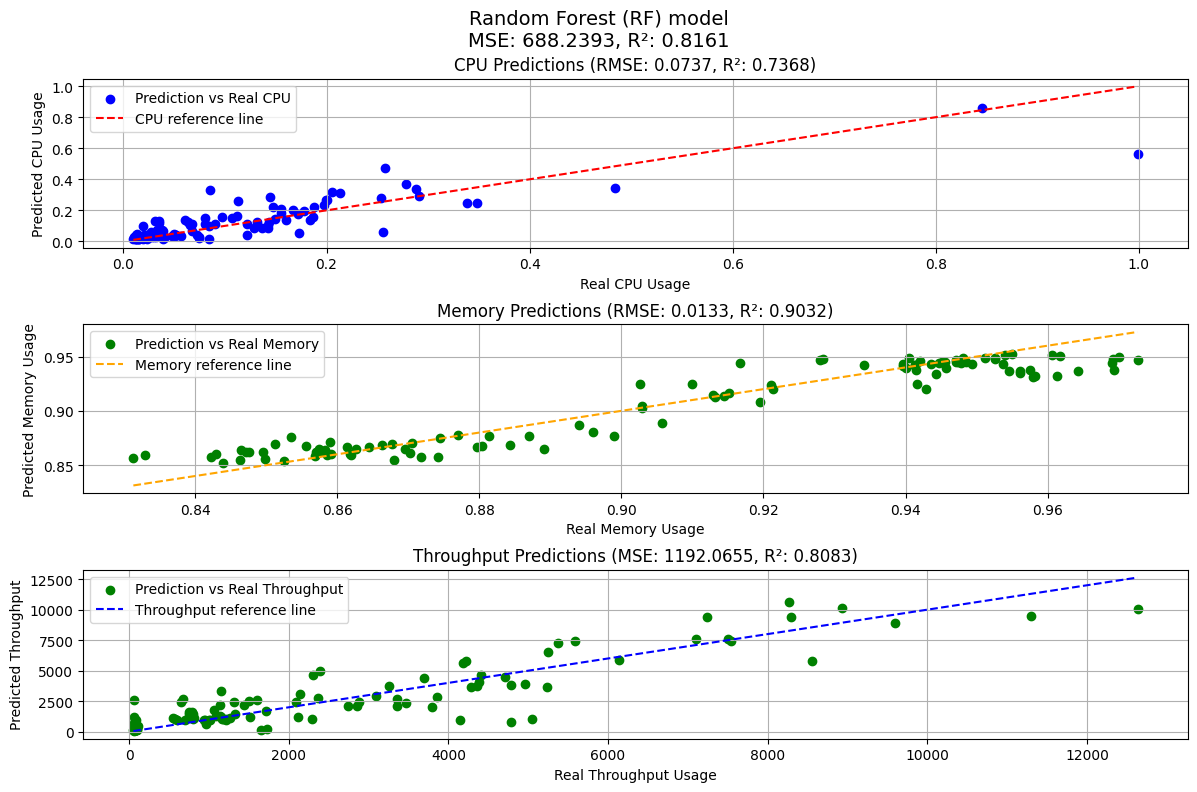 Random Forest (RF) model
MSE: 688.2393, R²: 0.8161
CPU Predictions (RMSE: 0.0737, R²: 0.7368)
Predicted CPU Usage
1.0
0.8
0.6
0.4
0.2
0.0
Prediction vs Real CPU
CPU reference line
0.0 0.2 0.4 0.6 0.8 1.0
Real CPU Usage
Memory Predictions (RMSE: 0.0133, R²: 0.9032)
Predicted Memory Usage
0.95
0.90
0.85
Prediction vs Real Memory
Memory reference line
0.84 0.86 0.88 0.90 0.92 0.94 0.96
Real Memory Usage
Throughput Predictions (MSE: 1192.0655, R²: 0.8083)
Predicted Throughput
12500
10000
7500
5000
2500
0
Prediction vs Real Throughput
Throughput reference line
0 2000 4000 6000 8000 10000 12000
Real Throughput Usage